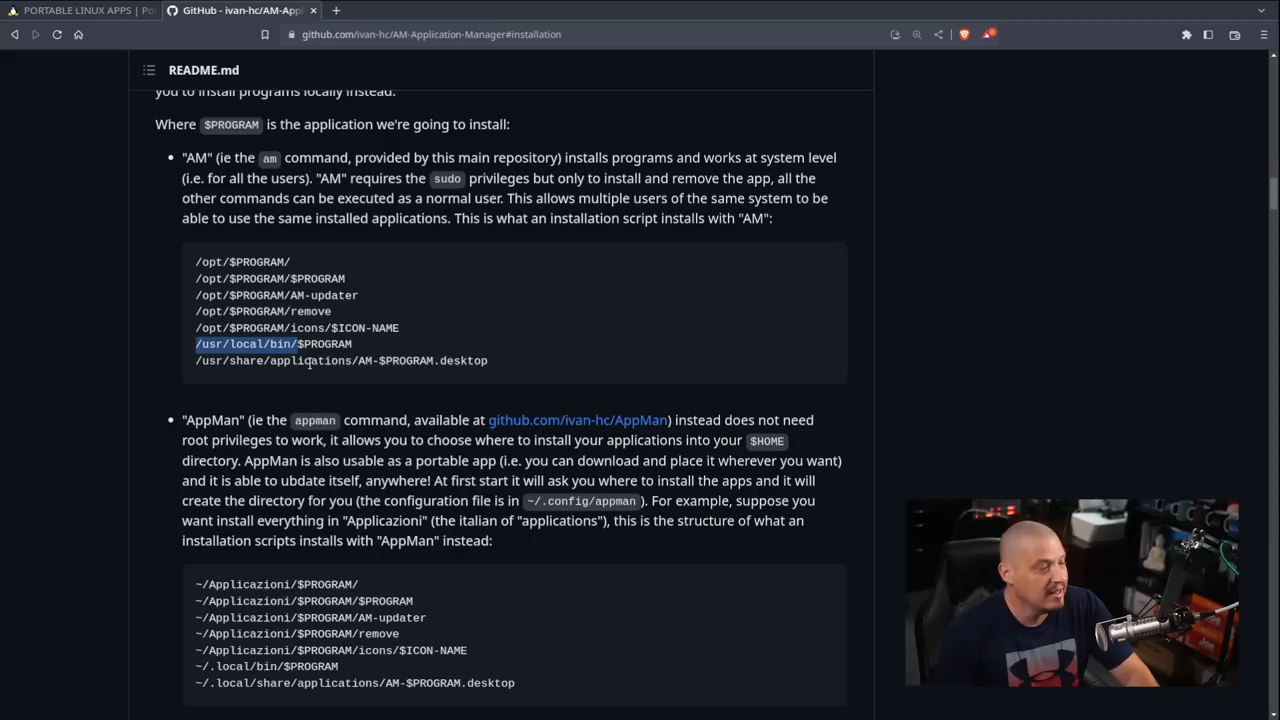 PORTABLE LINUX APPS | Por
GitHub - ivan-hc/AM-Appl
github.com/ivan-hc/AM-Application-Manager#installation
README.md
you to install programs locally instead.
Where $PROGRAM is the application we're going to install:
"AM" (ie the am command, provided by this main repository) installs programs and works at system level
(i.e. for all the users). "AM" requires the sudo privileges but only to install and remove the app, all the
other commands can be executed as a normal user. This allows multiple users of the same system to be
able to use the same installed applications. This is what an installation script installs with "AM":
/opt/$PROGRAM/
/opt/$PROGRAM/$PROGRAM
/opt/$PROGRAM/AM-updater
/opt/$PROGRAM/remove
/opt/$PROGRAM/icons/$ICON-NAME
/usr/local/bin/$PROGRAM
/usr/share/applications/AM-$PROGRAM.desktop
"AppMan" (ie the appman command, available at github.com/ivan-hc/AppMan) instead does not need
root privileges to work, it allows you to choose where to install your applications into your $HOME
directory. AppMan is also usable as a portable app (i.e. you can download and place it wherever you want)
and it is able to ubdate itself, anywhere! At first start it will ask you where to install the apps and it will
create the directory for you (the configuration file is in ~/.config/appman). For example, suppose you
want install everything in "Applicazioni" (the italian of "applications"), this is the structure of what an
installation scripts installs with "AppMan" instead:
~/Applicazioni/$PROGRAM/
~/Applicazioni/$PROGRAM/$PROGRAM
~/Applicazioni/$PROGRAM/AM-updater
~/Applicazioni/$PROGRAM/remove
~/Applicazioni/$PROGRAM/icons/$ICON-NAME
~/.local/bin/$PROGRAM
~/.local/share/applications/AM-$PROGRAM.desktop